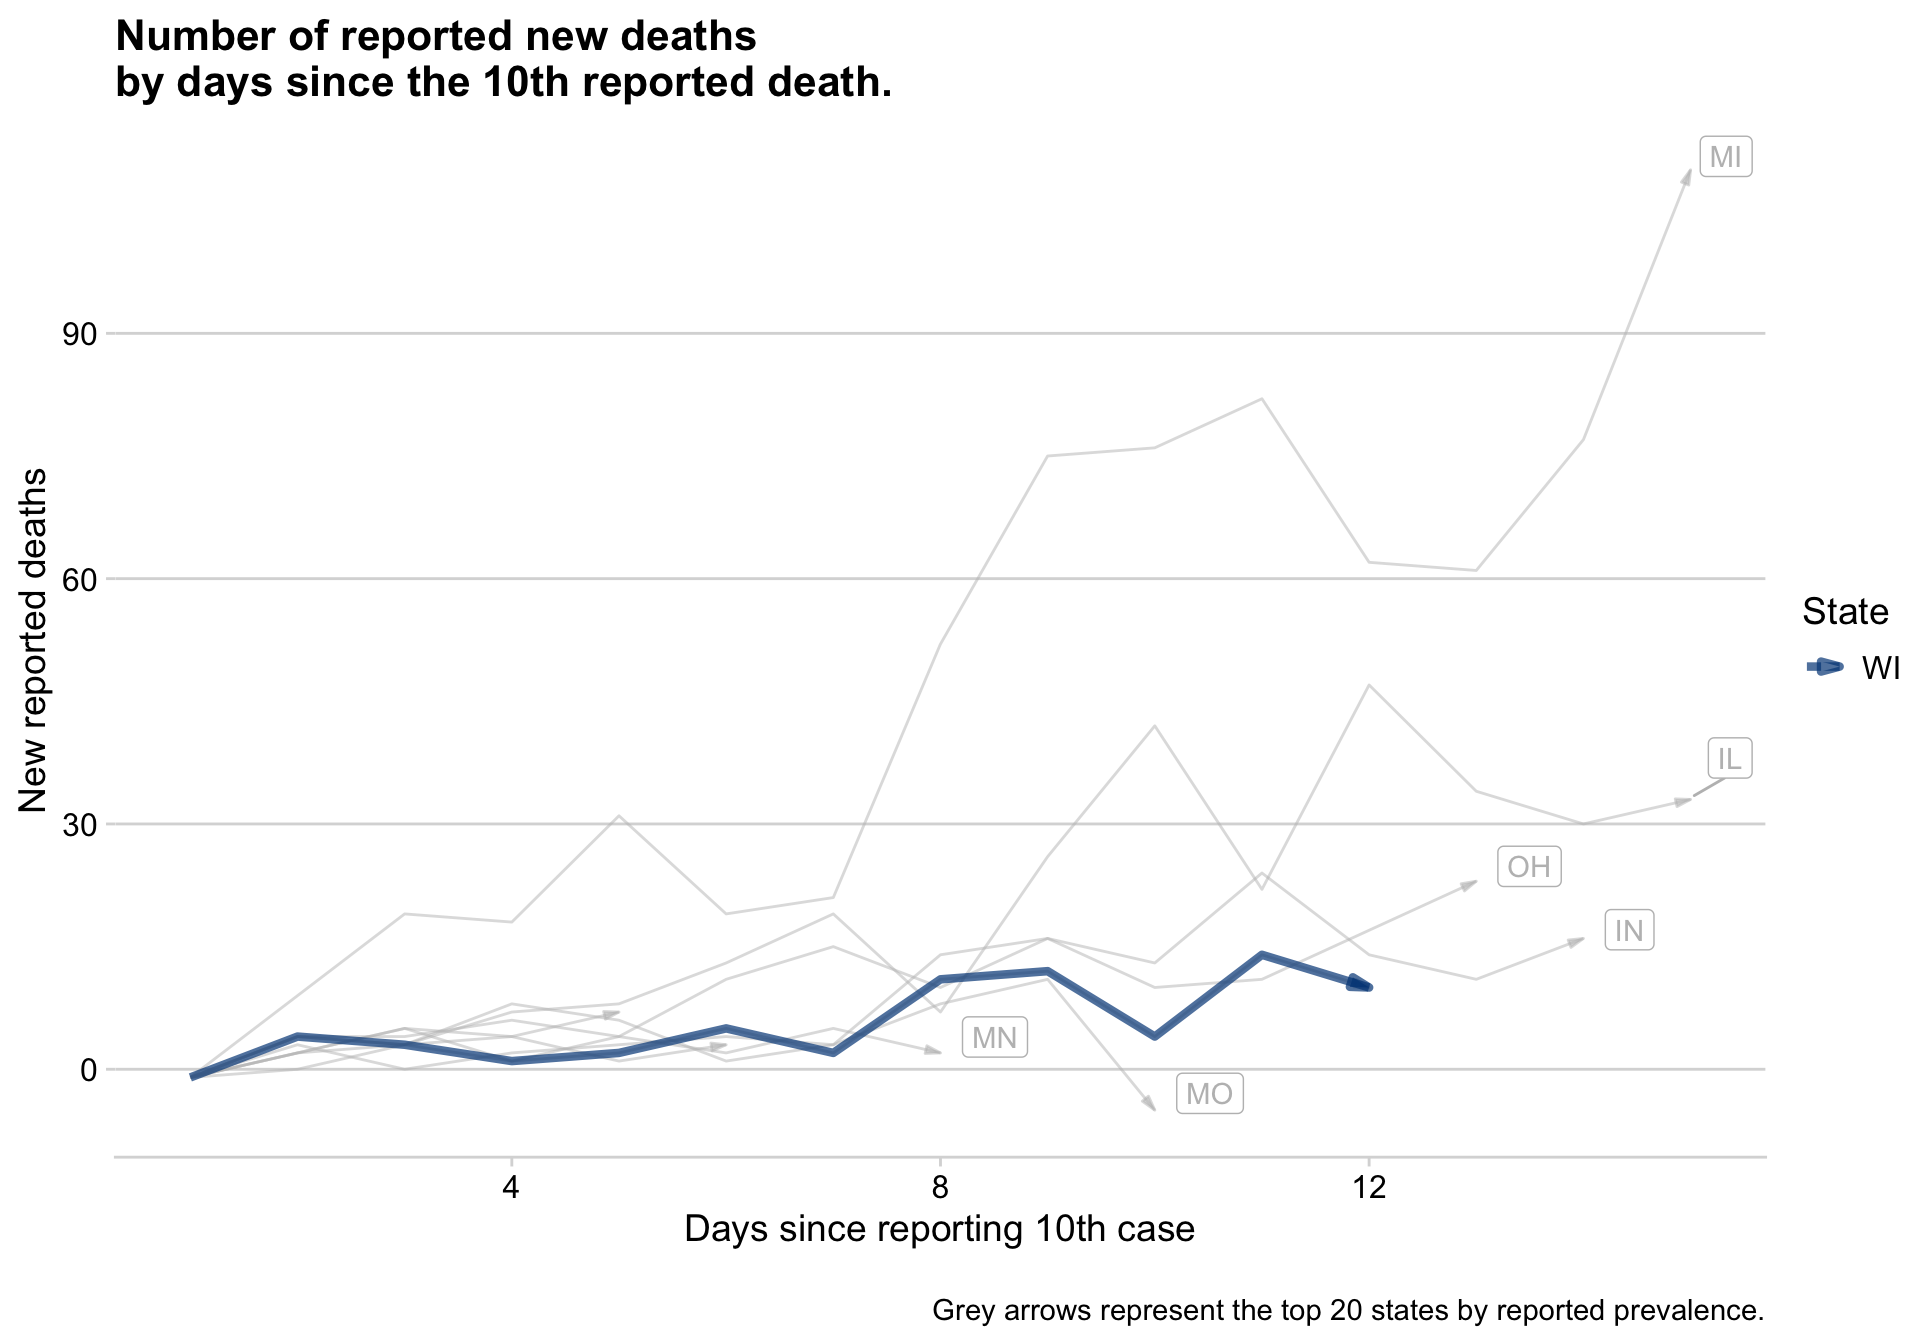 Number of reported new deaths
by days since the 10th reported death.
MI
90
60
30
0
New reported deaths
IL
OH
IN
MN
MO
State
WI
4
8
12
Days since reporting 10th case
Grey arrows represent the top 20 states by reported prevalence.